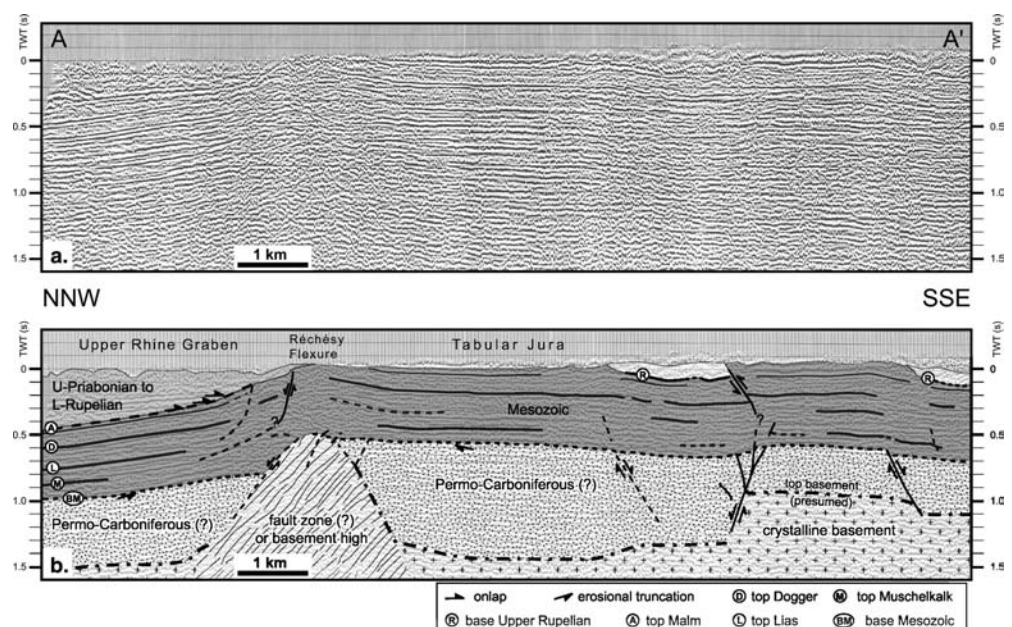 TWT (s)
A
A'
TWT (s)
0
0
0.5
0.5
1.0
1.0
a.
1 km
1.5
1.5
NNW
SSE
TWT (s)
Upper Rhine Graben
Réchésy
Flexure
Tabular Jura
TWT (s)
0
0
R
R
U-Priabonian to
L-Rupelian
?
?
Mesozoic
A
0.5
D
0.5
L
M
BM
1.0
1.0
Permo-Carboniferous (?)
Permo-Carboniferous (?)
top basement
(presumed)
fault zone (?)
or basement high
crystalline basement
b.
1 km
1.5
1.5
onlap
erosional truncation
D top Dogger
M top Muschelkalk
R base Upper Rupelian
A top Malm
L top Lias
BM base Mesozoic